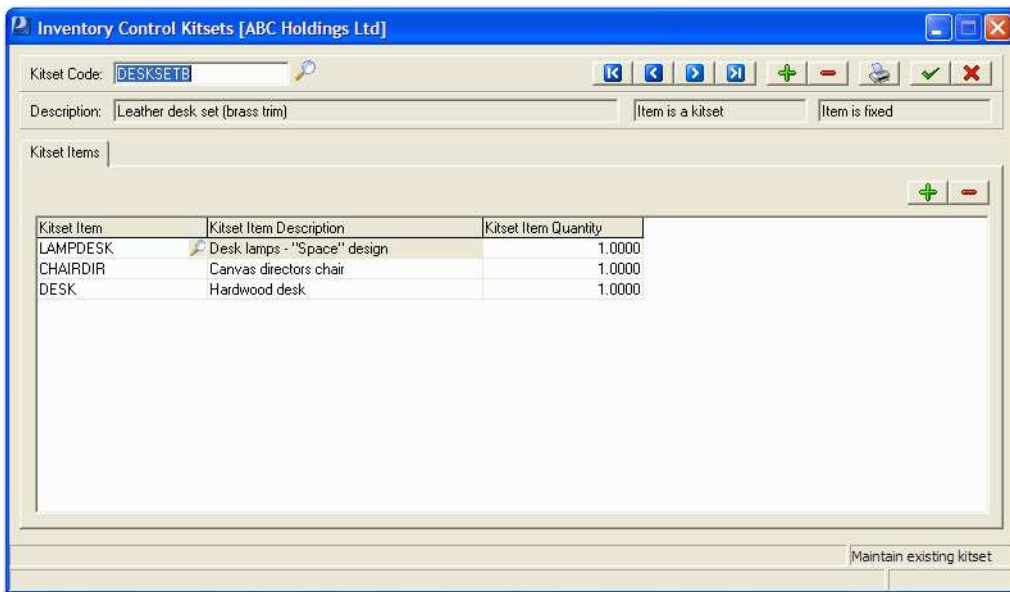 Inventory Control Kitsets [ABC Holdings Ltd]
Kitset Code: DESKSETB
Description: Leather desk set (brass trim) Item is a kitset Item is fixed
Kitset Items
Kitset Item Kitset Item Description Kitset Item Quantity
LAMPDESK Desk lamps - "Space" design 1.0000
CHAIRDIR Canvas directors chair 1.0000
DESK Hardwood desk 1.0000
Maintain existing kitset